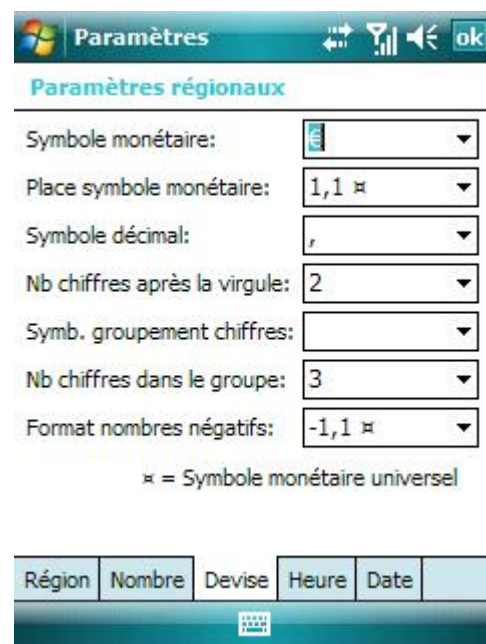 Paramètres ok
Paramètres régionaux
Symbole monétaire: €
Place symbole monétaire: 1,1 ¤
Symbole décimal: ,
Nb chiffres après la virgule: 2
Symb. groupement chiffres:
Nb chiffres dans le groupe: 3
Format nombres négatifs: -1,1 ¤
¤ = Symbole monétaire universel
Région Nombre Devise Heure Date